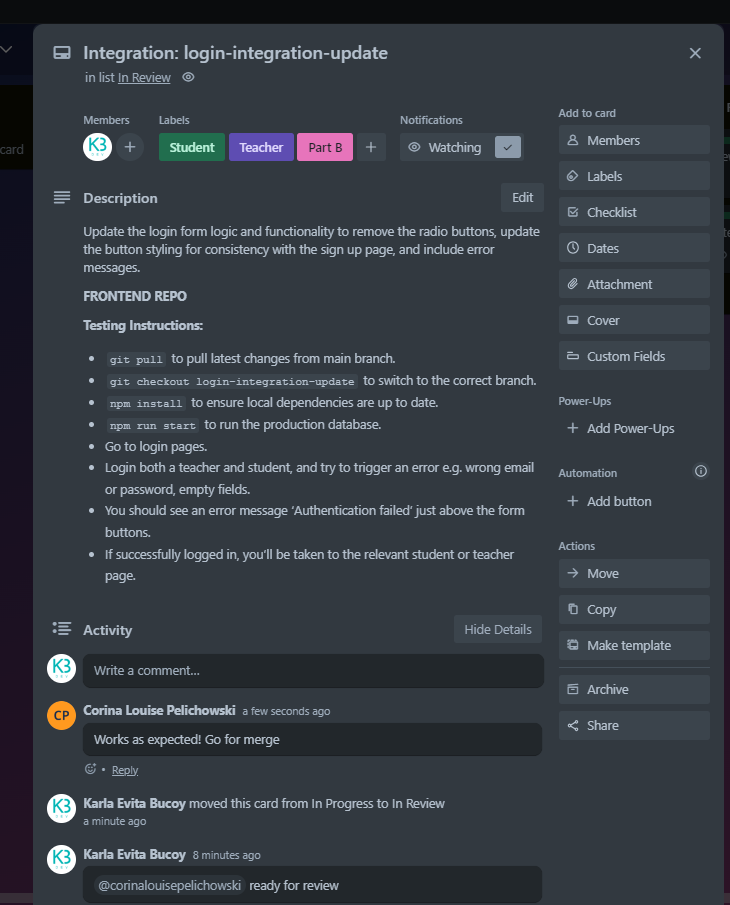 Integration: login-integration-update
in list In Review
Members
Labels
Notifications
K3
DEV
Student
Teacher
Part B
Watching
Description
Edit
Update the login form logic and functionality to remove the radio buttons, update
the button styling for consistency with the sign up page, and include error
messages.
FRONTEND REPO
Testing Instructions:
git pull to pull latest changes from main branch.
git checkout login-integration-update to switch to the correct branch.
npm install to ensure local dependencies are up to date.
npm run start to run the production database.
Go to login pages.
Login both a teacher and student, and try to trigger an error e.g. wrong email
or password, empty fields.
You should see an error message ‘Authentication failed’ just above the form
buttons.
If successfully logged in, you’ll be taken to the relevant student or teacher
page.
Activity
Hide Details
K3
DEV
Write a comment...
CP
Corina Louise Pelichowski a few seconds ago
Works as expected! Go for merge
• Reply
K3
DEV
Karla Evita Bucoy moved this card from In Progress to In Review
a minute ago
K3
DEV
Karla Evita Bucoy 8 minutes ago
@corinalouisepelichowski ready for review
Add to card
Members
Labels
Checklist
Dates
Attachment
Cover
Custom Fields
Power-Ups
Add Power-Ups
Automation
Add button
Actions
Move
Copy
Make template
Archive
Share
card